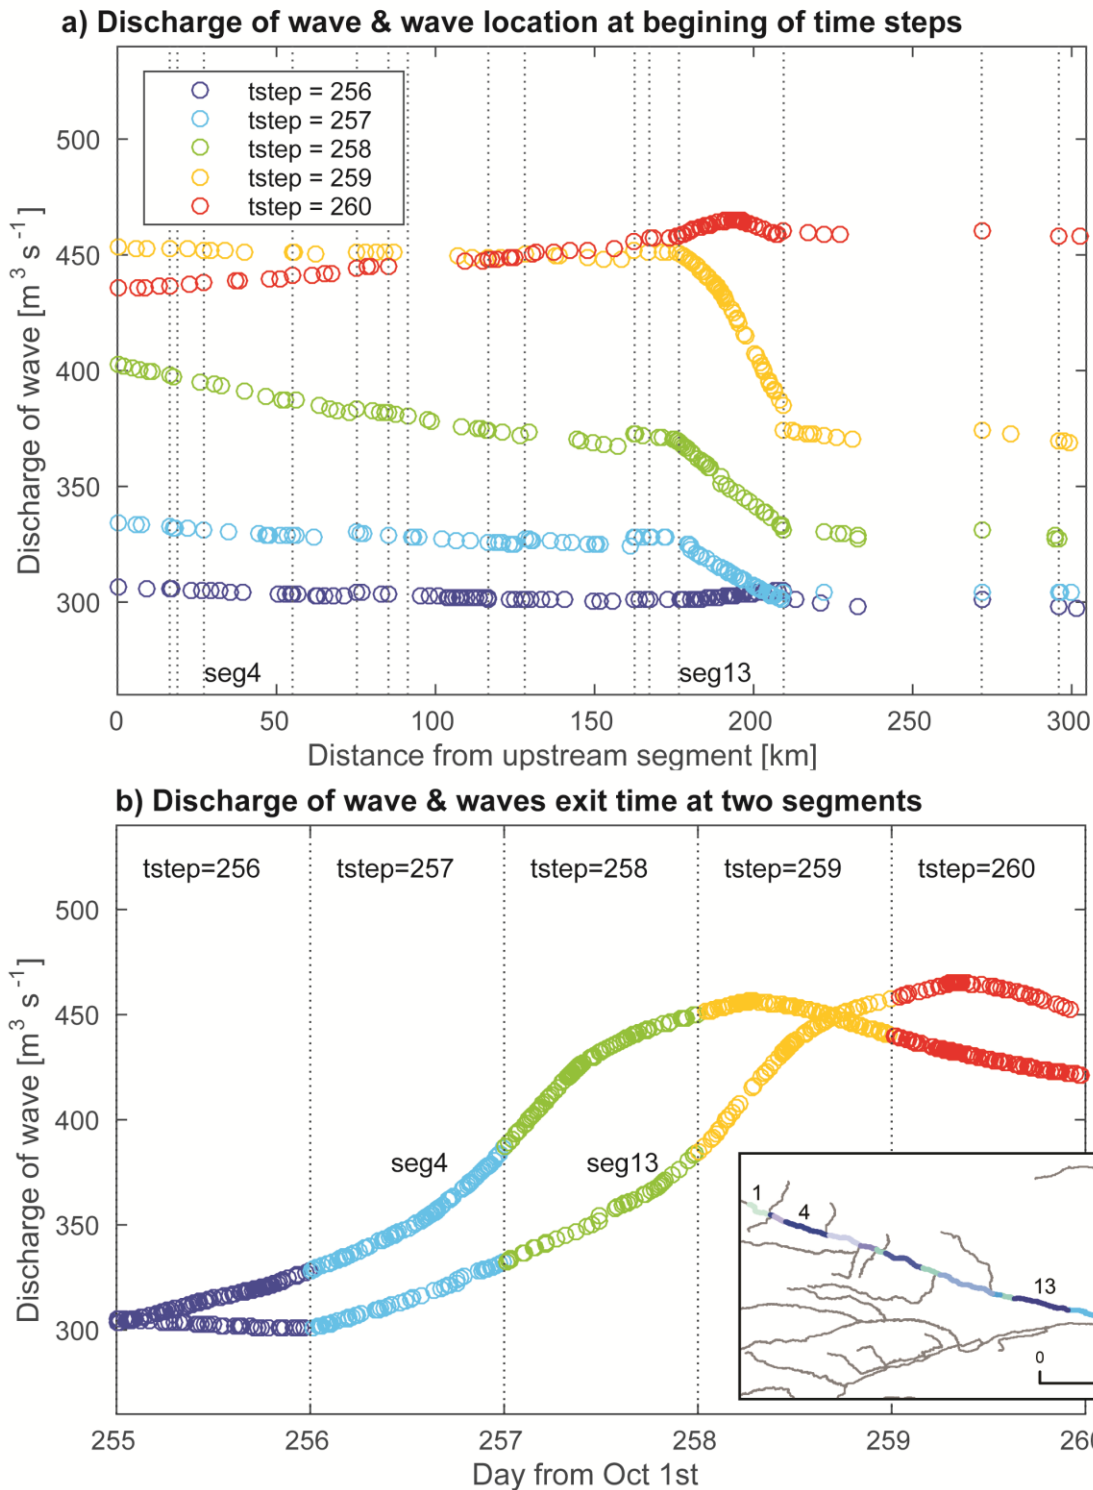 a) Discharge of wave & wave location at begining of time steps
tstep = 256
tstep = 257
tstep = 258
tstep = 259
tstep = 260
500
450
400
350
300
Discharge of wave [m³ s⁻¹]
seg4
seg13
0 50 100 150 200 250 300
Distance from upstream segment [km]
b) Discharge of wave & waves exit time at two segments
tstep=256 tstep=257 tstep=258 tstep=259 tstep=260
500
450
400
350
300
Discharge of wave [m³ s⁻¹]
seg4
seg13
1
4
13
0
255 256 257 258 259 260
Day from Oct 1st